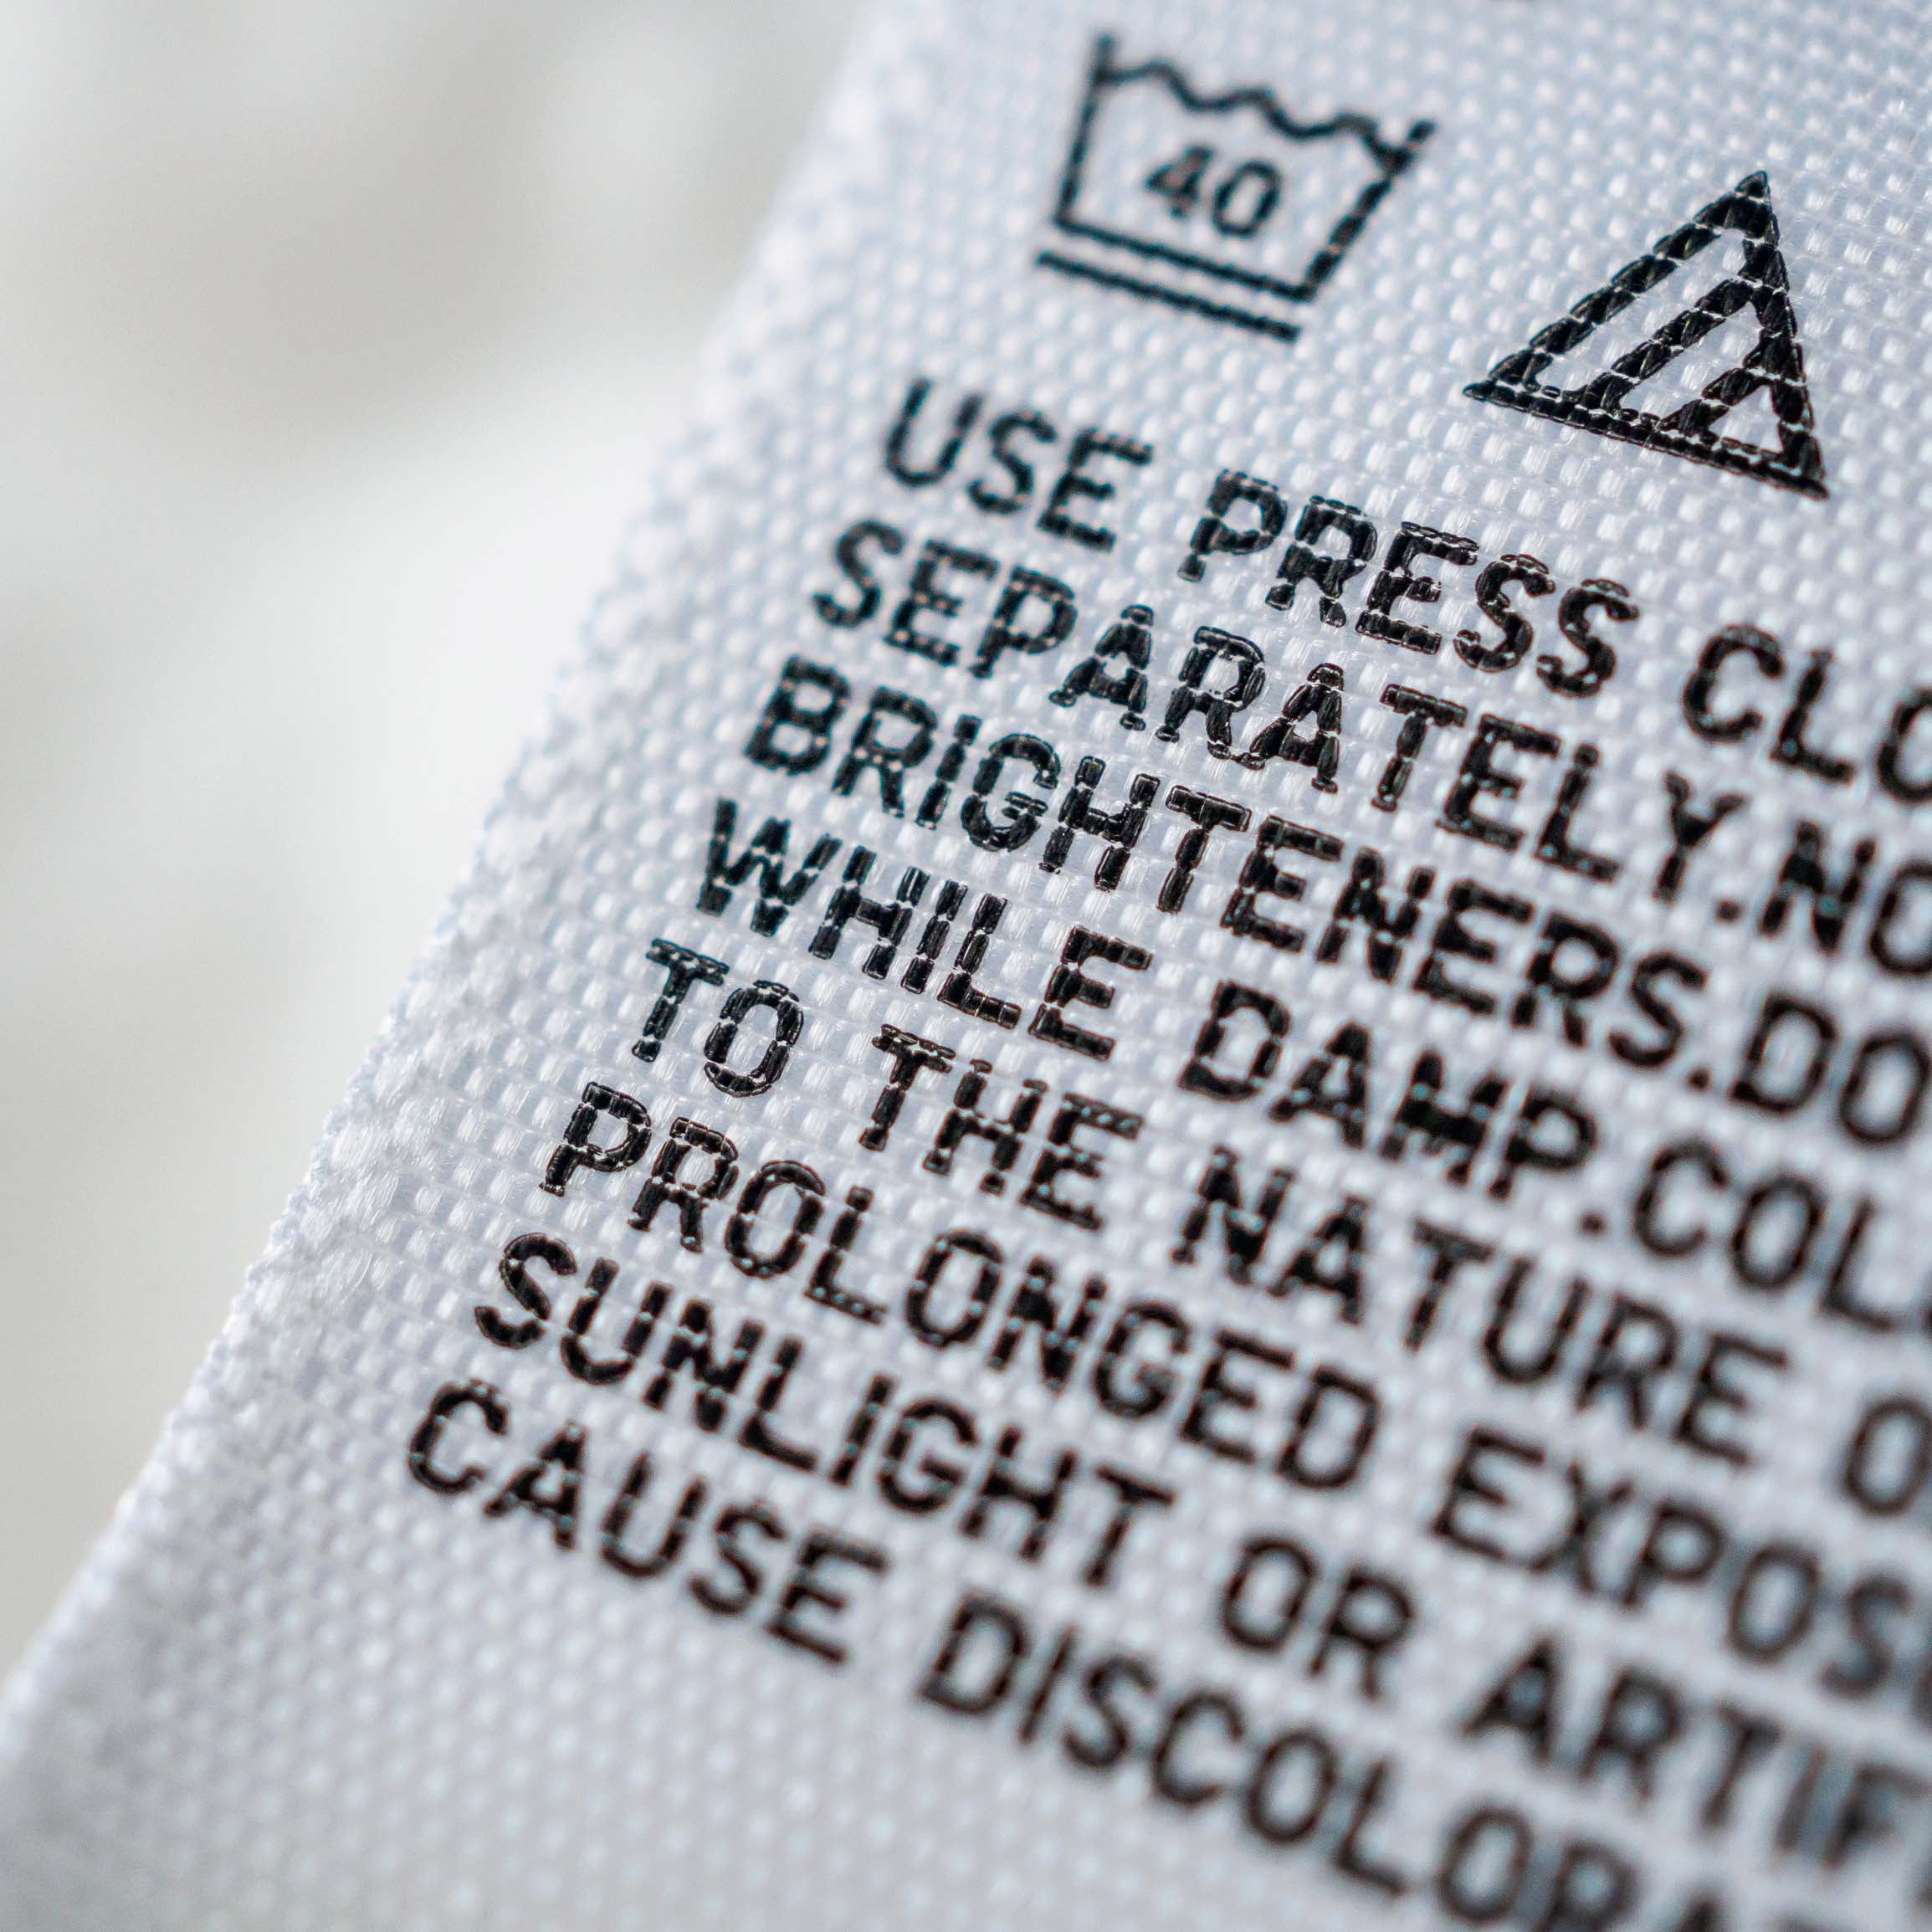 40
USE PRESS CLO
SEPARATELY.NO
BRIGHTENERS.DO
WHILE DAMP.COL
TO THE NATURE O
PROLONGED EXPOS
SUNLIGHT OR ARTIF
CAUSE DISCOLORA